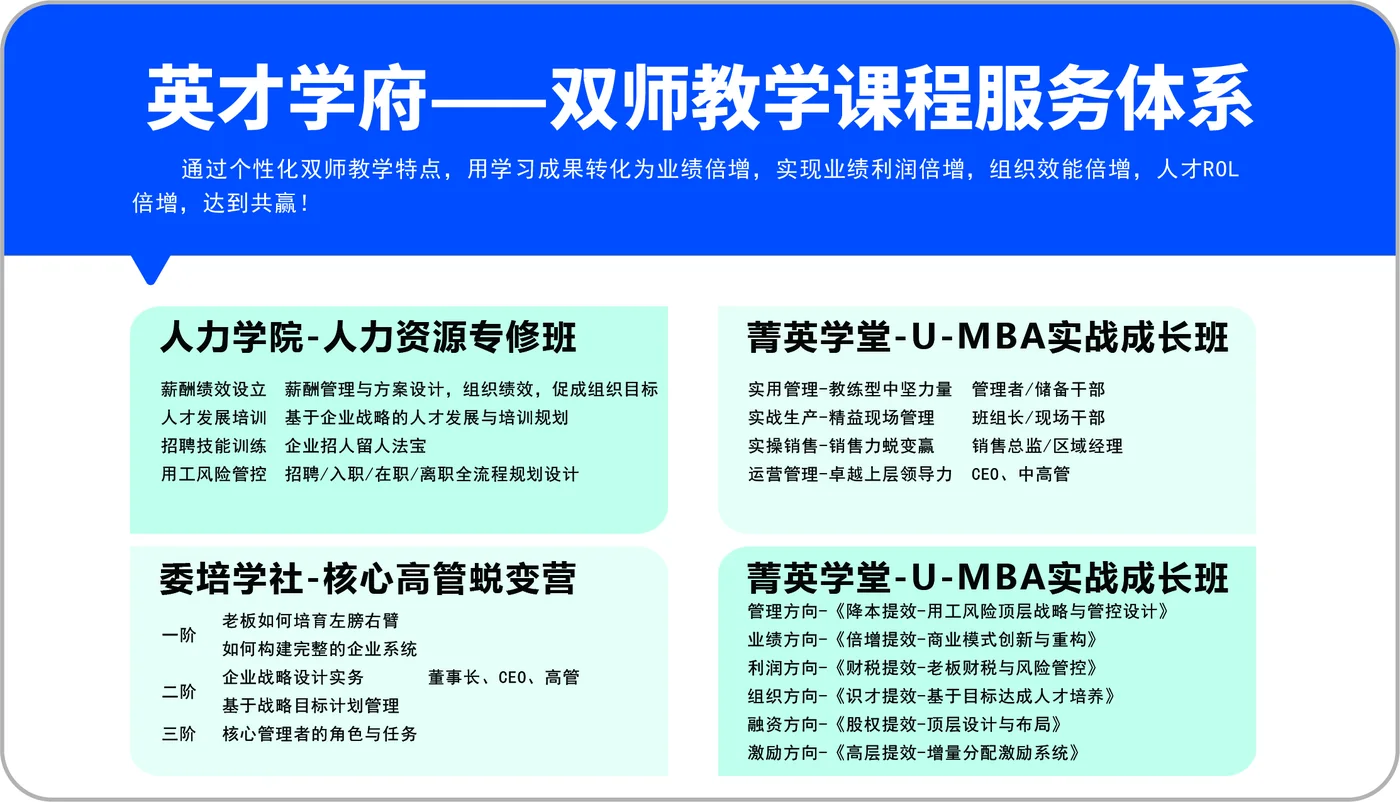 英才学府——双师教学课程服务体系
通过个性化双师教学特点，用学习成果转化为业绩倍增，实现业绩利润倍增，组织效能倍增，人才ROL
倍增，达到共赢！
人力学院-人力资源专修班
薪酬绩效设立 薪酬管理与方案设计，组织绩效，促成组织目标
人才发展培训 基于企业战略的人才发展与培训规划
招聘技能训练 企业招人留人法宝
用工风险管控 招聘/入职/在职/离职全流程规划设计
菁英学堂-U-MBA实战成长班
实用管理-教练型中坚力量 管理者/储备干部
实战生产-精益现场管理 班组长/现场干部
实操销售-销售力蜕变赢 销售总监/区域经理
运营管理-卓越上层领导力 CEO、中高管
委培学社-核心高管蜕变营
一阶
老板如何培育左膀右臂
如何构建完整的企业系统
二阶
企业战略设计实务 董事长、CEO、高管
基于战略目标计划管理
三阶 核心管理者的角色与任务
菁英学堂-U-MBA实战成长班
管理方向-《降本提效-用工风险顶层战略与管控设计》
业绩方向-《倍增提效-商业模式创新与重构》
利润方向-《财税提效-老板财税与风险管控》
组织方向-《识才提效-基于目标达成人才培养》
融资方向-《股权提效-顶层设计与布局》
激励方向-《高层提效-增量分配激励系统》